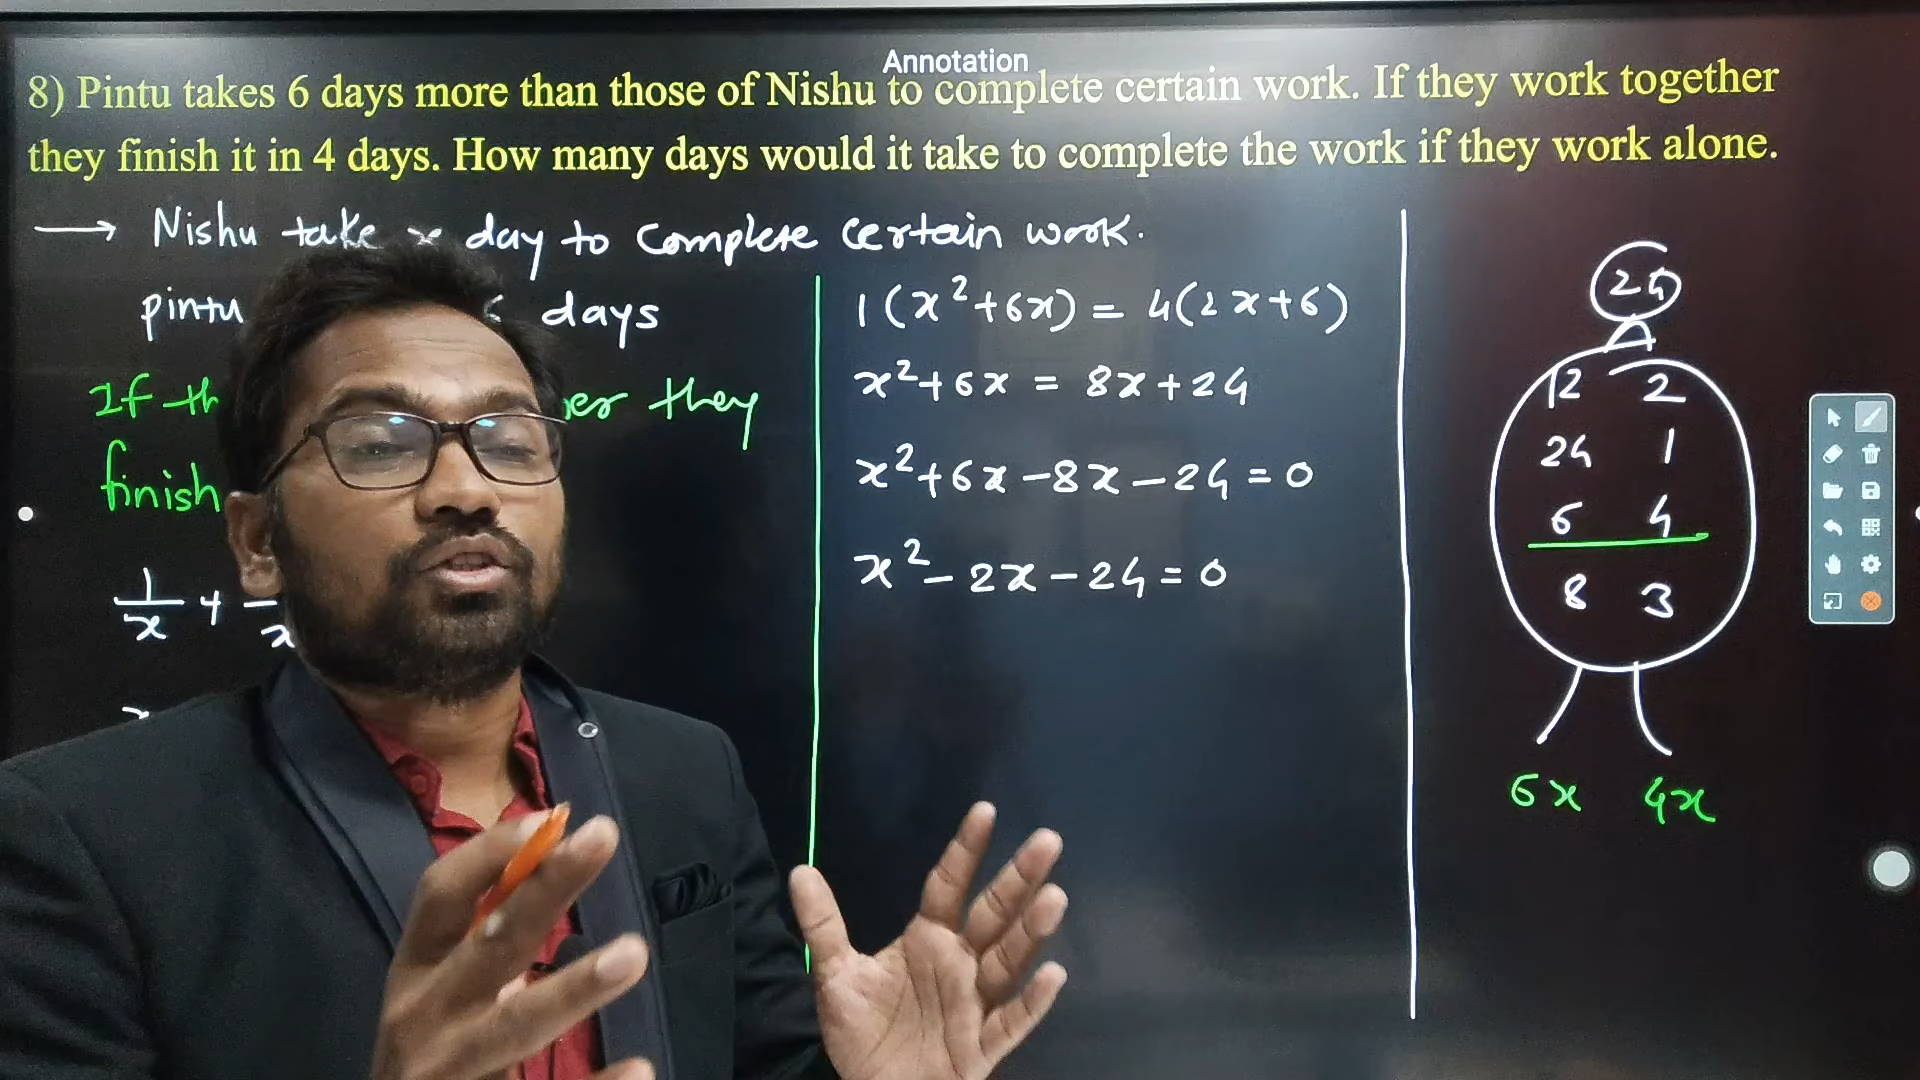 Annotation
8) Pintu takes 6 days more than those of Nishu to complete certain work. If they work together
they finish it in 4 days. How many days would it take to complete the work if they work alone.
→ Nishu take x day to complete certain work.
pintu days
If they
finish
1/x +
x
1(x²+6x) = 4(2x+6)
x²+6x = 8x+24
x²+6x-8x-24=0
x²-2x-24=0
24
12 2
24 1
6 4
8 3
6x 4x